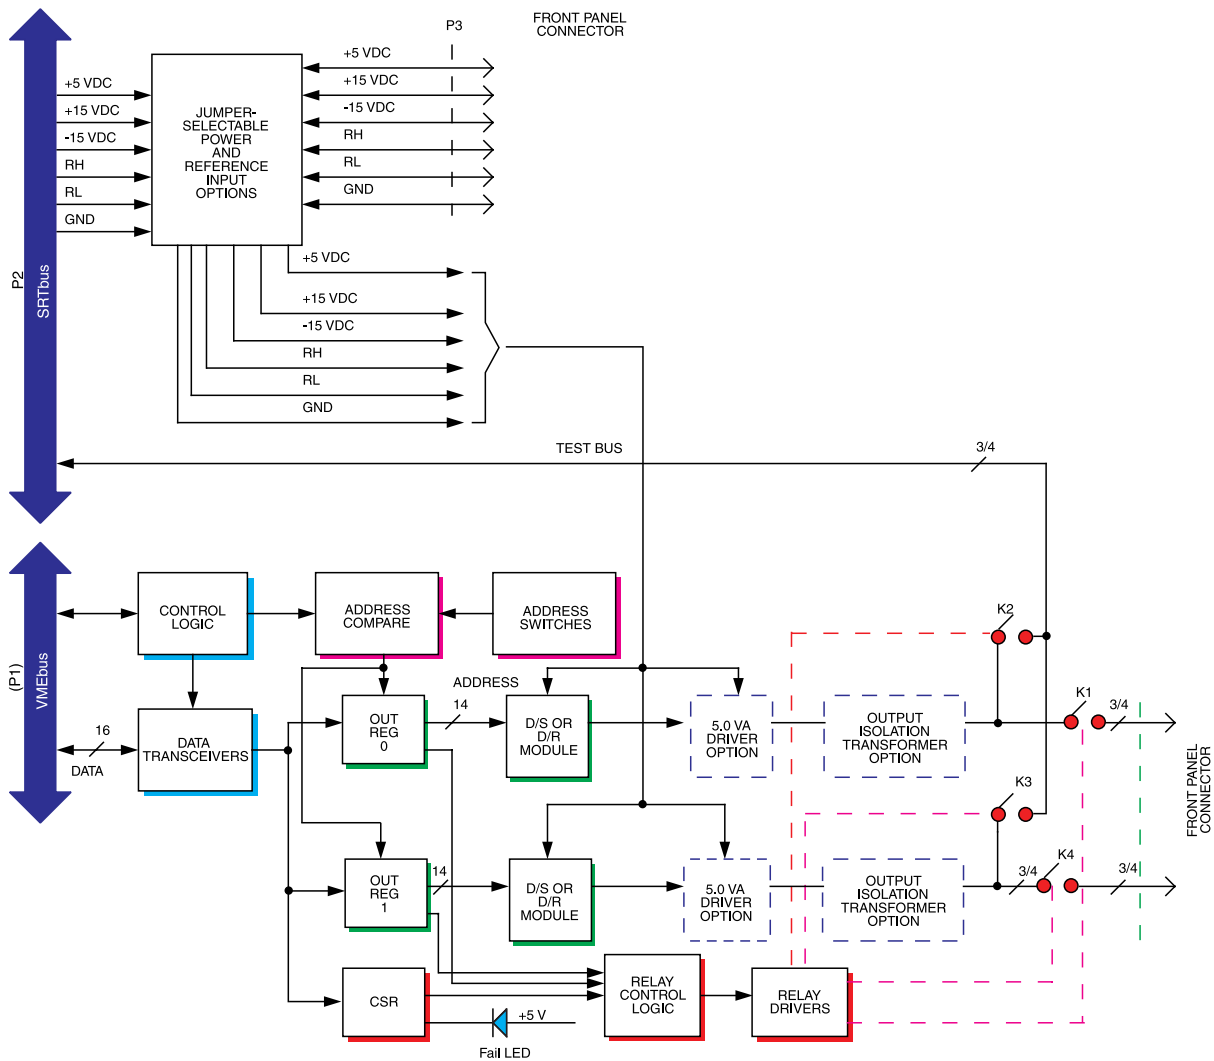 P3
FRONT PANEL
CONNECTOR
+5 VDC
+15 VDC
-15 VDC
RH
RL
GND
+5 VDC
+15 VDC
-15 VDC
RH
RL
GND
JUMPER-
SELECTABLE
POWER
AND
REFERENCE
INPUT
OPTIONS
+5 VDC
+15 VDC
-15 VDC
RH
RL
GND
P2
SRTbus
TEST BUS
3/4
(P1)
VMEbus
CONTROL
LOGIC
ADDRESS
COMPARE
ADDRESS
SWITCHES
K2
K1
3/4
ADDRESS
14
OUT
REG
0
D/S OR
D/R
MODULE
5.0 VA
DRIVER
OPTION
OUTPUT
ISOLATION
TRANSFORMER
OPTION
16
DATA
DATA
TRANSCEIVERS
FRONT PANEL
CONNECTOR
K3
K4
3/4
3/4
14
OUT
REG
1
D/S OR
D/R
MODULE
5.0 VA
DRIVER
OPTION
OUTPUT
ISOLATION
TRANSFORMER
OPTION
CSR
+5 V
Fail LED
RELAY
CONTROL
LOGIC
RELAY
DRIVERS